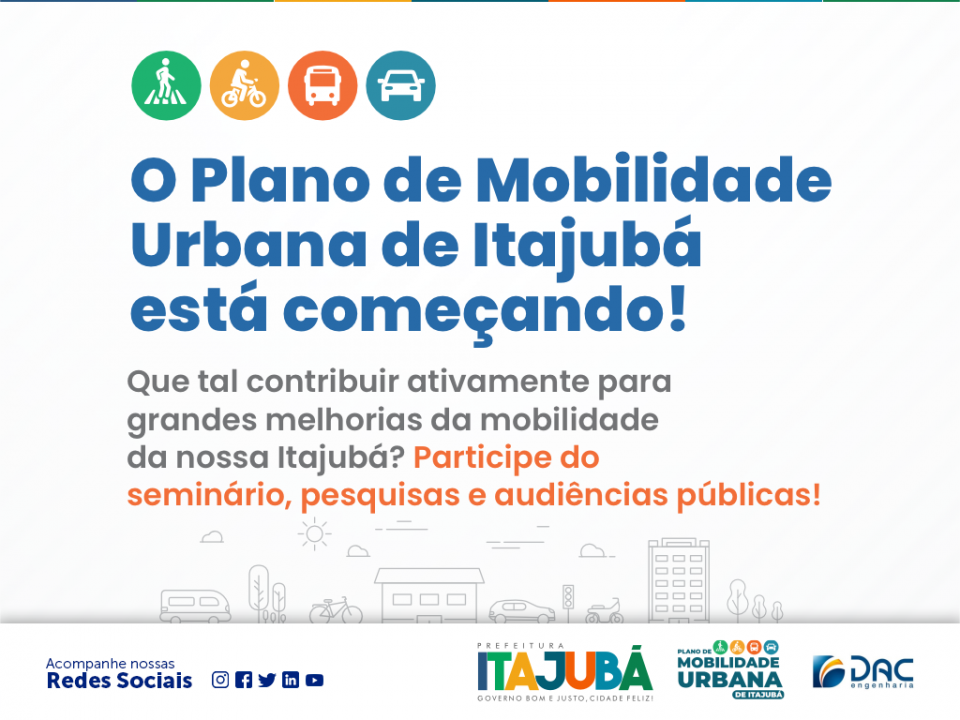 O Plano de Mobilidade
Urbana de Itajubá
está começando!
Que tal contribuir ativamente para
grandes melhorias da mobilidade
da nossa Itajubá? Participe do
seminário, pesquisas e audiências públicas!
Acompanhe nossas
Redes Sociais
PREFEITURA
ITAJUBÁ
GOVERNO BOM E JUSTO, CIDADE FELIZ!
PLANO DE
MOBILIDADE
URBANA
DE ITAJUBÁ
DAC
engenharia